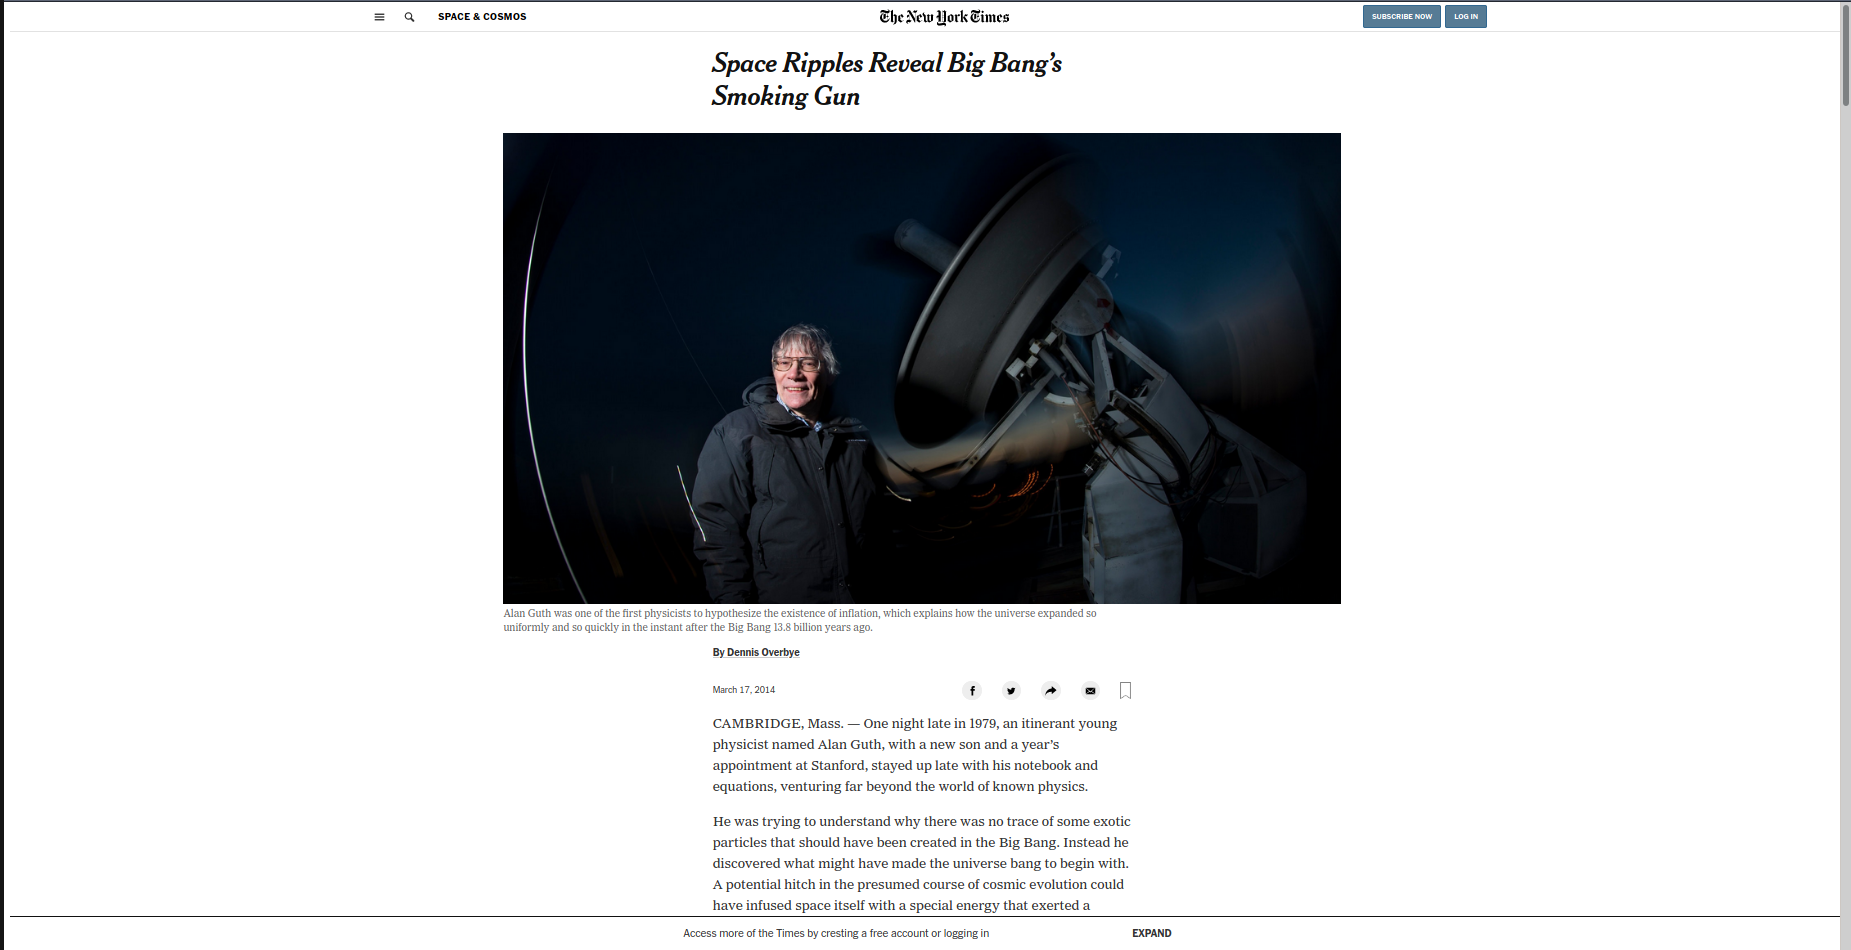 SPACE & COSMOS
The New York Times
SUBSCRIBE NOW
LOG IN
Space Ripples Reveal Big Bang’s
Smoking Gun
Alan Guth was one of the first physicists to hypothesize the existence of inflation, which explains how the universe expanded so
uniformly and so quickly in the instant after the Big Bang 13.8 billion years ago.
By Dennis Overbye
March 17, 2014
CAMBRIDGE, Mass. — One night late in 1979, an itinerant young
physicist named Alan Guth, with a new son and a year’s
appointment at Stanford, stayed up late with his notebook and
equations, venturing far beyond the world of known physics.
He was trying to understand why there was no trace of some exotic
particles that should have been created in the Big Bang. Instead he
discovered what might have made the universe bang to begin with.
A potential hitch in the presumed course of cosmic evolution could
have infused space itself with a special energy that exerted a
Access more of the Times by cresting a free account or logging in
EXPAND